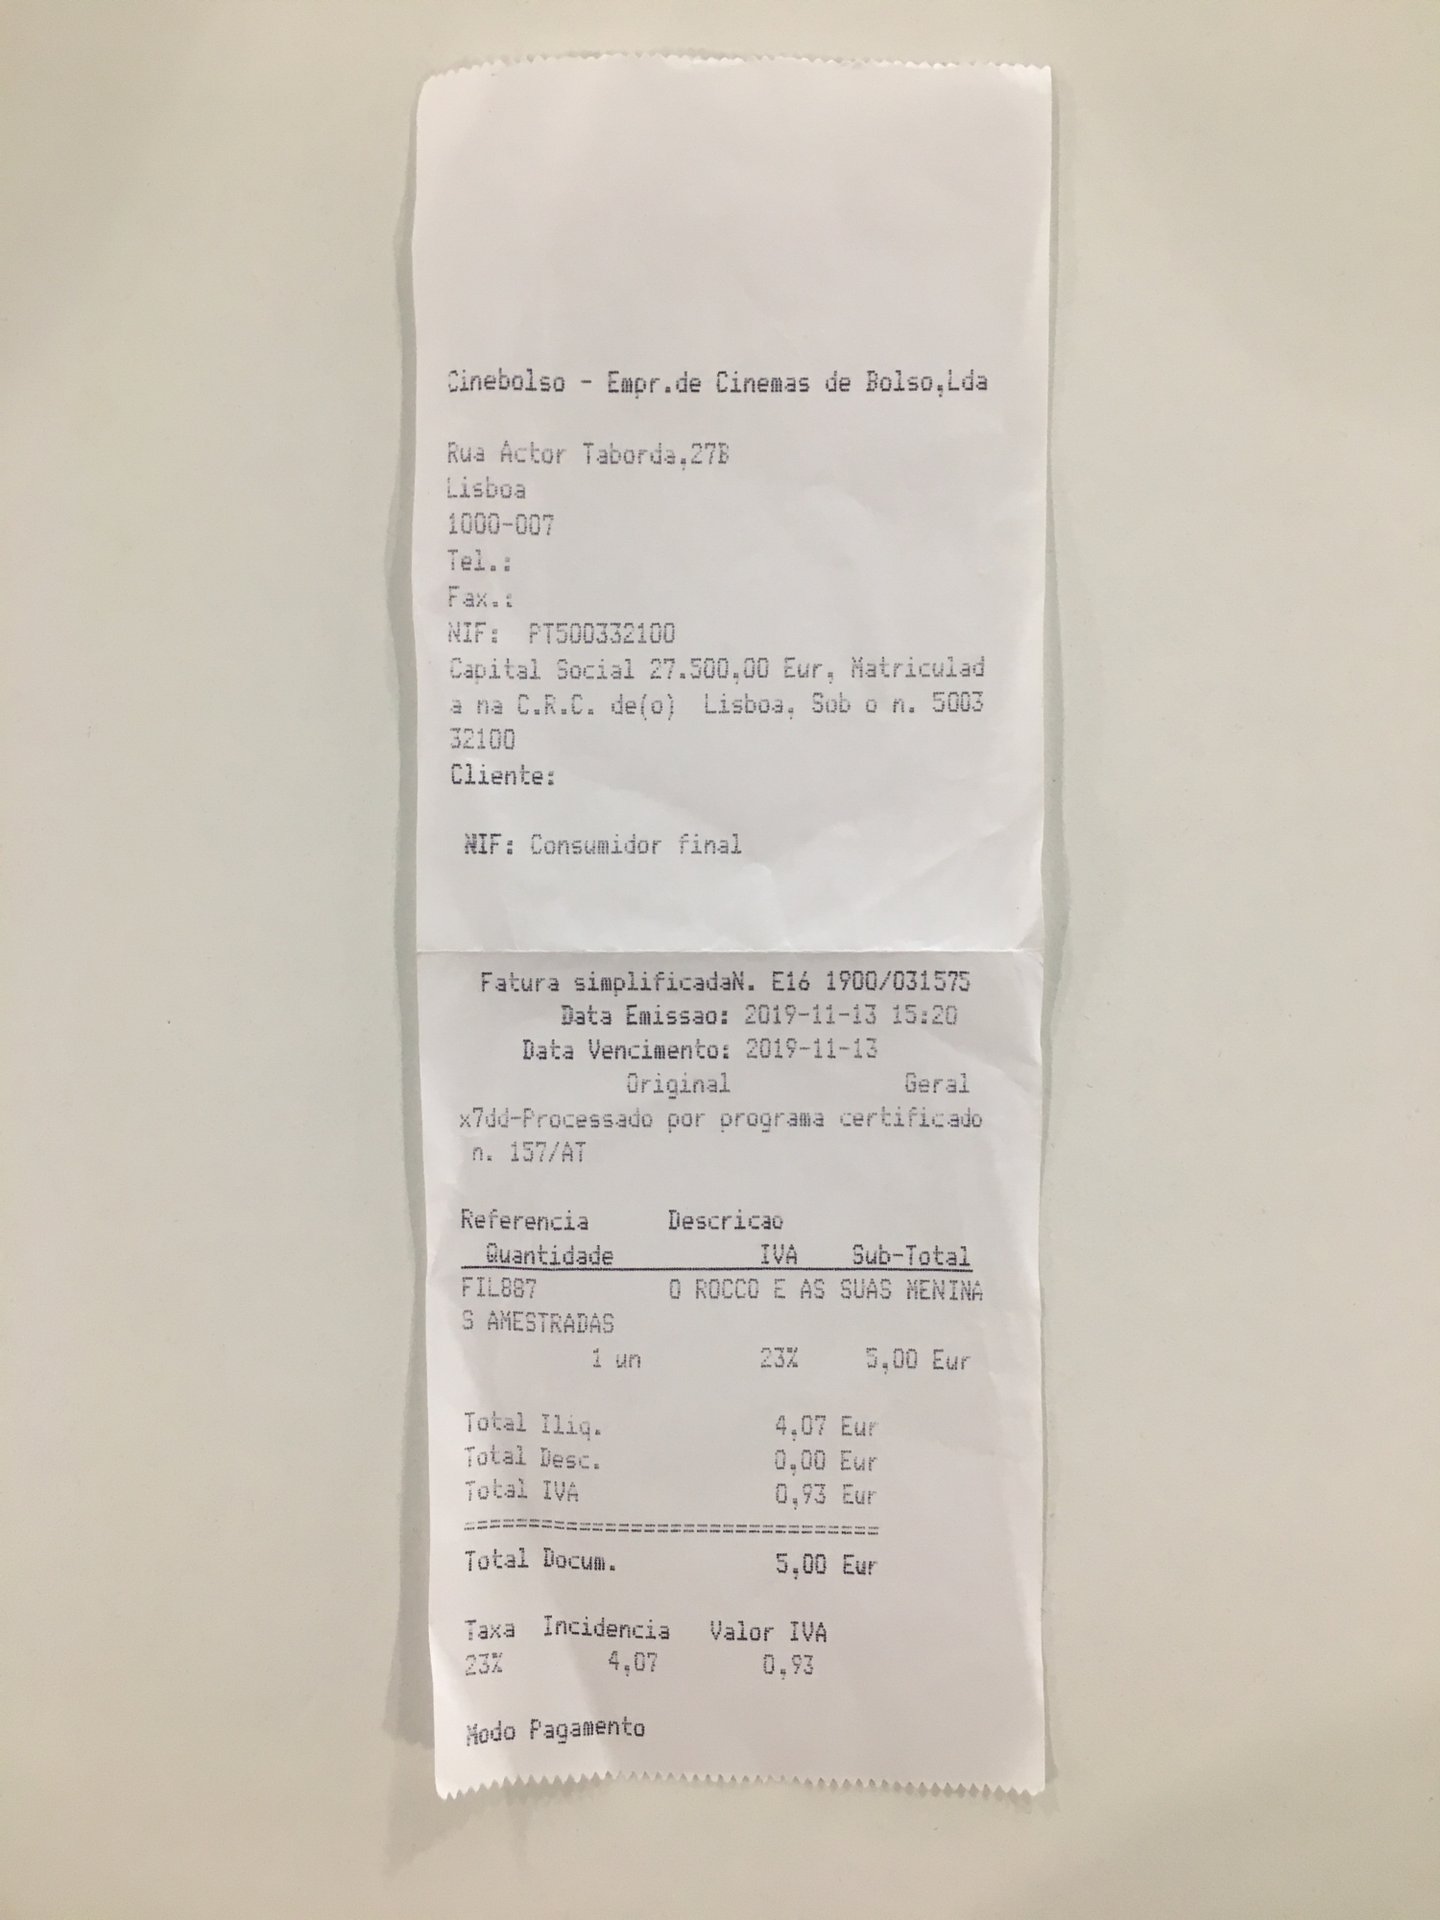 Cinebolso - Empr.de Cinemas de Bolso,Lda
Rua Actor Taborda,27B
Lisboa
1000-007
Tel.:
Fax.:
NIF: PT500332100
Capital Social 27.500,00 Eur, Matriculad
a na C.R.C. de(o) Lisboa, Sob o n. 5003
32100
Cliente:
NIF: Consumidor final
Fatura simplificadaN. E16 1900/031575
Data Emissao: 2019-11-13 15:20
Data Vencimento: 2019-11-13
Original Geral
x7dd-Processado por programa certificado
n. 157/AT
Referencia Descricao
Quantidade IVA Sub-Total
FIL887 O ROCCO E AS SUAS MENINA
S AMESTRADAS
1 un 23% 5,00 Eur
Total Iliq. 4,07 Eur
Total Desc. 0,00 Eur
Total IVA 0,93 Eur
=================================
Total Docum. 5,00 Eur
Taxa Incidencia Valor IVA
23% 4,07 0,93
Modo Pagamento